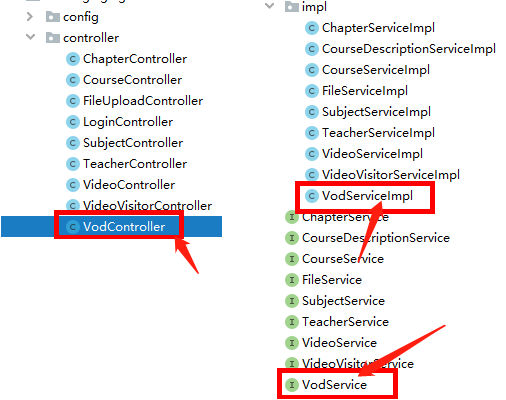 config
controller
ChapterController
CourseController
FileUploadController
LoginController
SubjectController
TeacherController
VideoController
VideoVisitorController
VodController
impl
ChapterServiceImpl
CourseDescriptionServiceImpl
CourseServiceImpl
FileServiceImpl
SubjectServiceImpl
TeacherServiceImpl
VideoServiceImpl
VideoVisitorServiceImpl
VodServiceImpl
ChapterService
CourseDescriptionService
CourseService
FileService
SubjectService
TeacherService
VideoService
VideoVisitorService
VodService